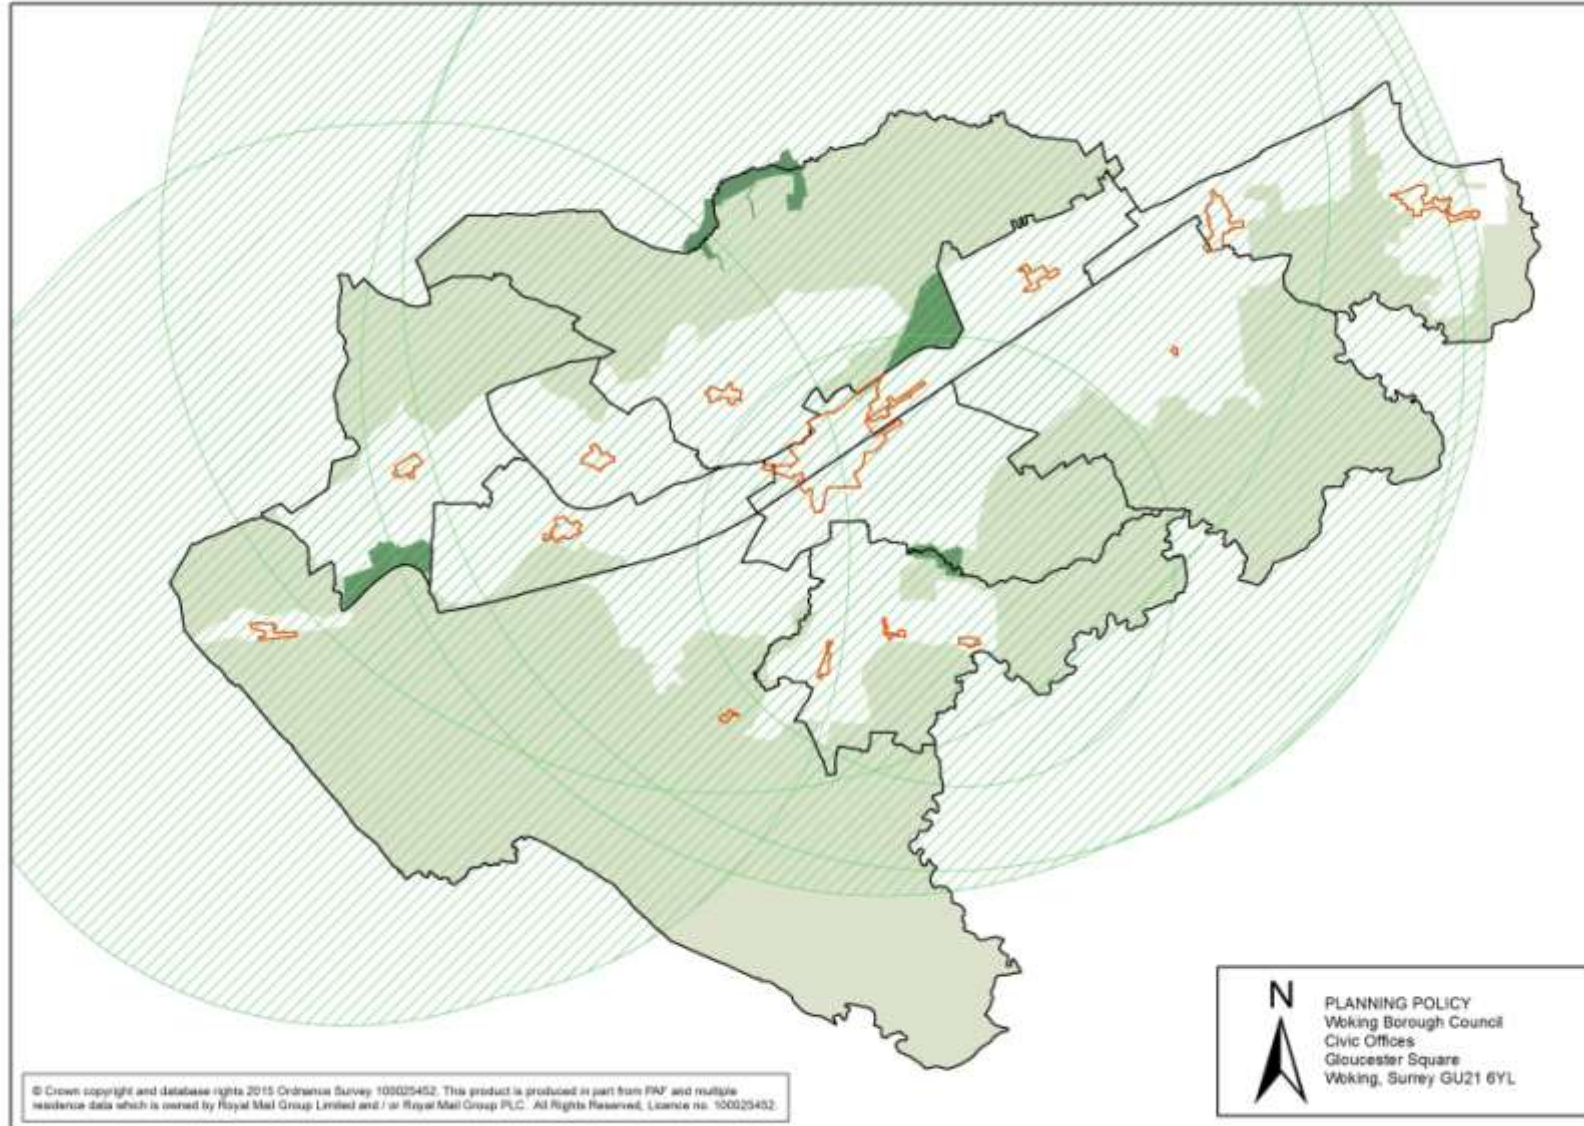 N
PLANNING POLICY
Woking Borough Council
Civic Offices
Gloucester Square
Woking, Surrey GU21 6YL
© Crown copyright and database rights 2015 Ordnance Survey 100025452. This product is produced in part from PAF and multiple
residence data which is owned by Royal Mail Group Limited and / or Royal Mail Group PLC. All Rights Reserved, Licence no. 100025452.